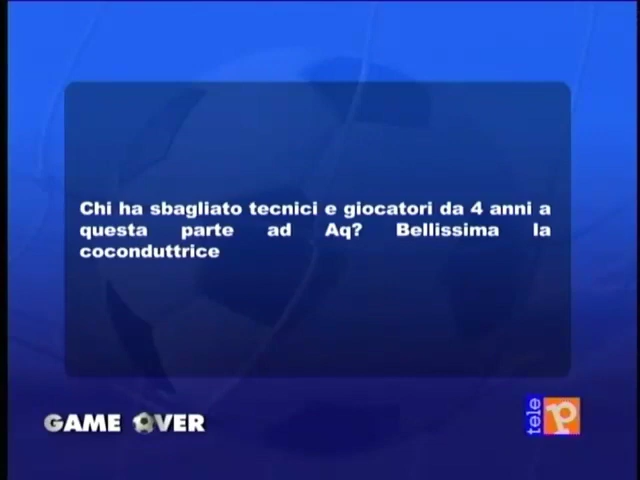 Chi ha sbagliato tecnici e giocatori da 4 anni a
questa parte ad Aq? Bellissima la
coconduttrice
GAME OVER
tele P